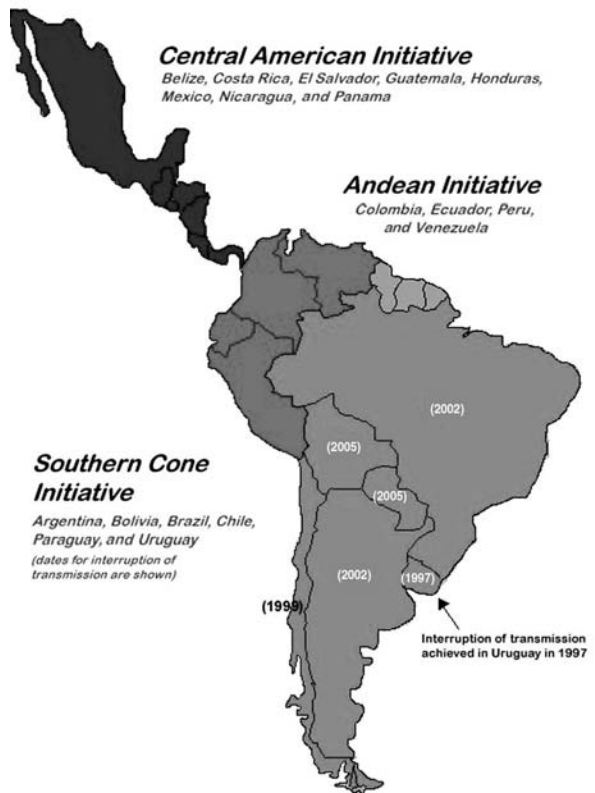 Central American Initiative
Belize, Costa Rica, El Salvador, Guatemala, Honduras,
Mexico, Nicaragua, and Panama
Andean Initiative
Colombia, Ecuador, Peru,
and Venezuela
(2002)
(2005)
(2005)
Southern Cone
Initiative
Argentina, Bolivia, Brazil, Chile,
Paraguay, and Uruguay
(dates for interruption of
transmission are shown)
(2002)
(1997)
(1999)
Interruption of transmission
achieved in Uruguay in 1997